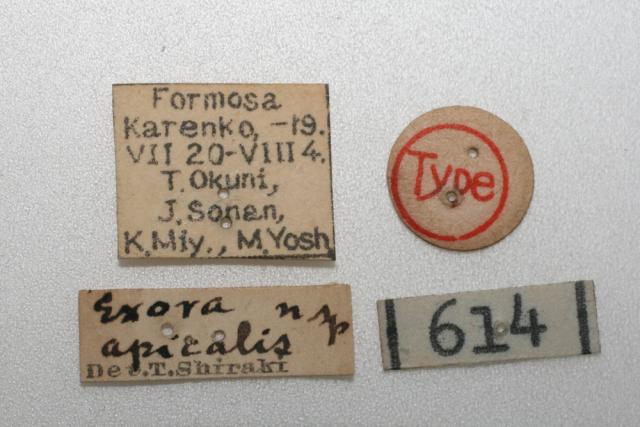 Formosa
Karenko, -19.
VII 20-VIII 4.
T. Okuni,
J. Sonan,
K. Miy., M. Yosh
Type
Exora n sp
apicalis
Det. T. Shiraki
614